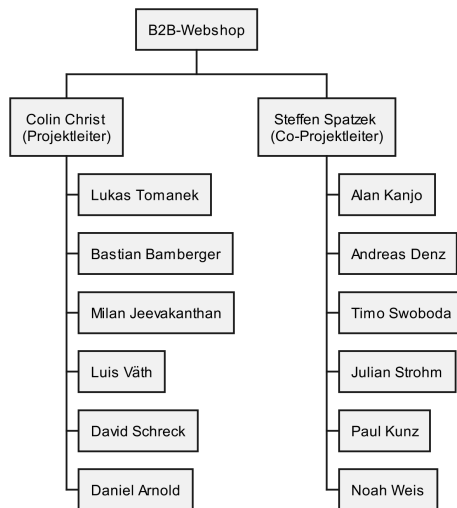 B2B-Webshop
Colin Christ
(Projektleiter)
Steffen Spatzek
(Co-Projektleiter)
Lukas Tomanek
Bastian Bamberger
Milan Jeevakanthan
Luis Väth
David Schreck
Daniel Arnold
Alan Kanjo
Andreas Denz
Timo Swoboda
Julian Strohm
Paul Kunz
Noah Weis